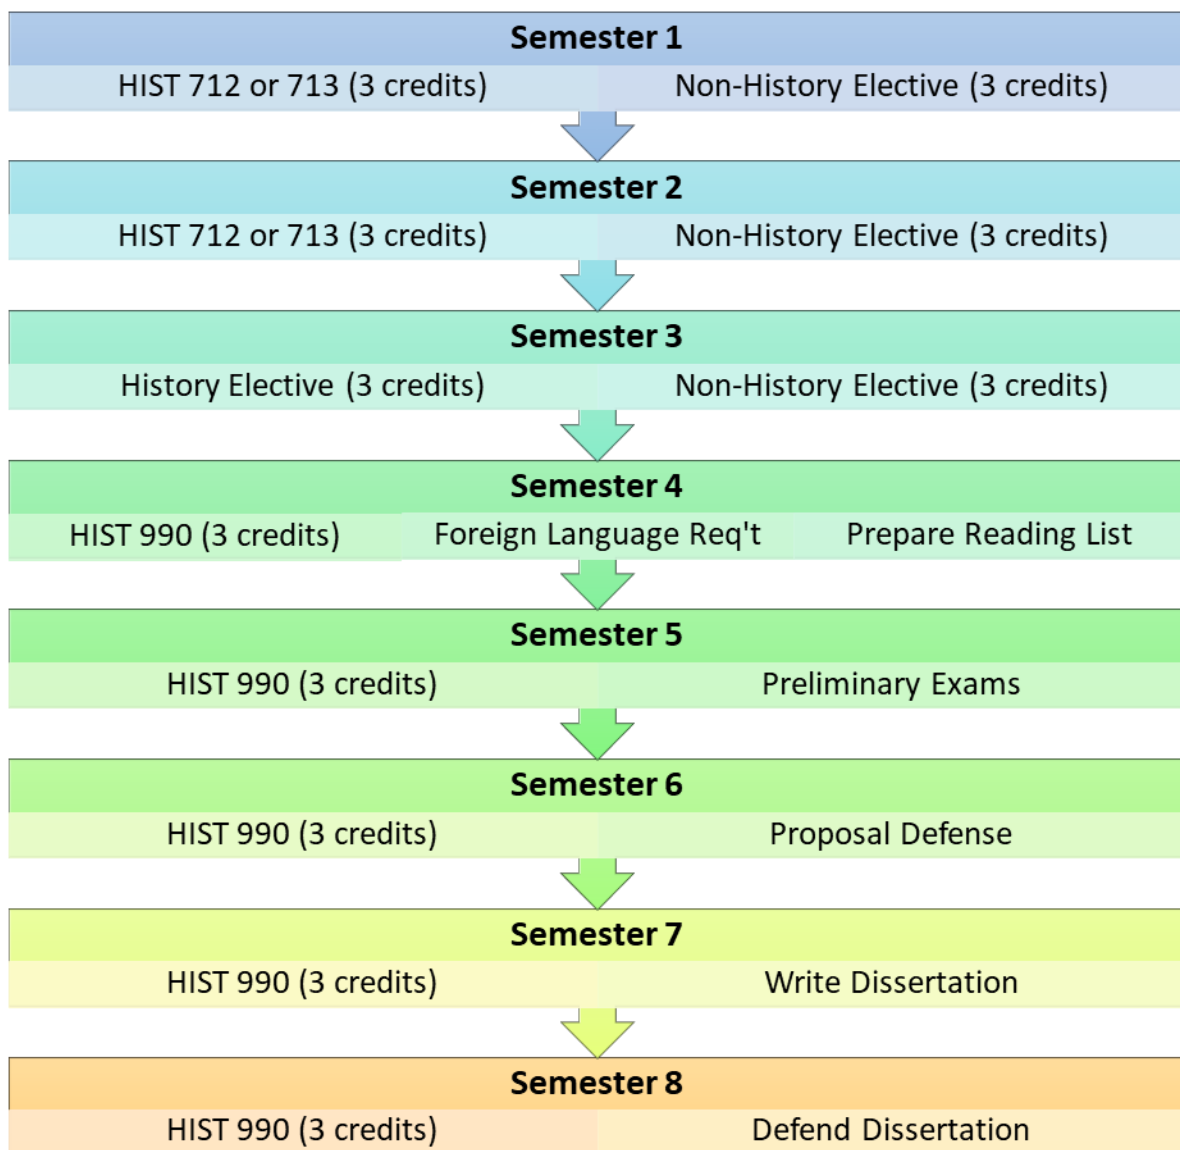 Semester 1
HIST 712 or 713 (3 credits) Non-History Elective (3 credits)
Semester 2
HIST 712 or 713 (3 credits) Non-History Elective (3 credits)
Semester 3
History Elective (3 credits) Non-History Elective (3 credits)
Semester 4
HIST 990 (3 credits) Foreign Language Req't Prepare Reading List
Semester 5
HIST 990 (3 credits) Preliminary Exams
Semester 6
HIST 990 (3 credits) Proposal Defense
Semester 7
HIST 990 (3 credits) Write Dissertation
Semester 8
HIST 990 (3 credits) Defend Dissertation